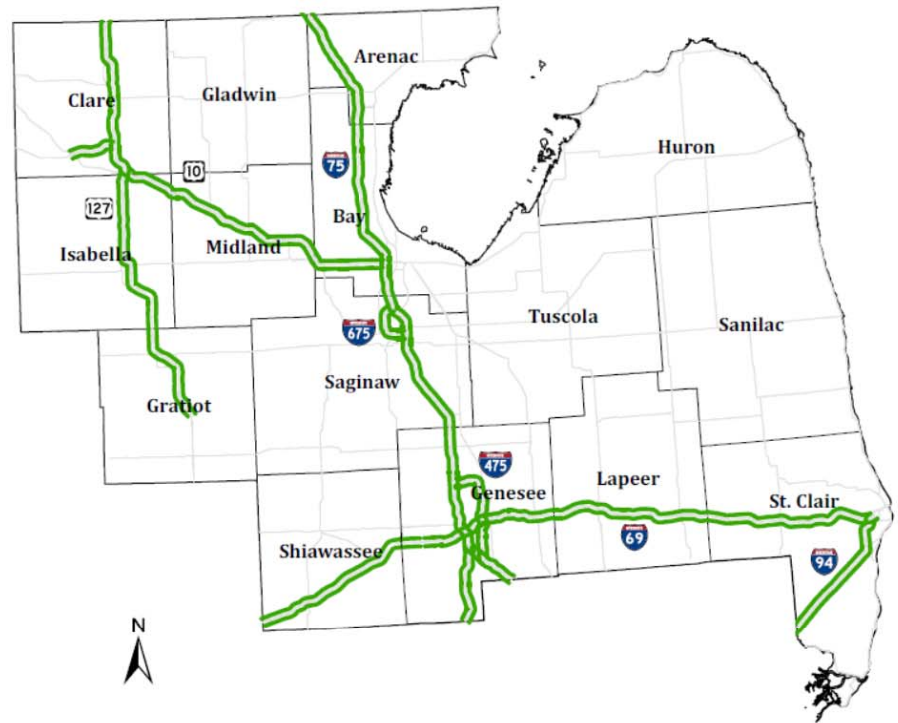 Arenac
Clare
Gladwin
Huron
75
10
127
Bay
Isabella
Midland
Tuscola
Sanilac
675
Saginaw
Gratiot
475
Genesee
Lapeer
St. Clair
69
Shiawassee
94
N